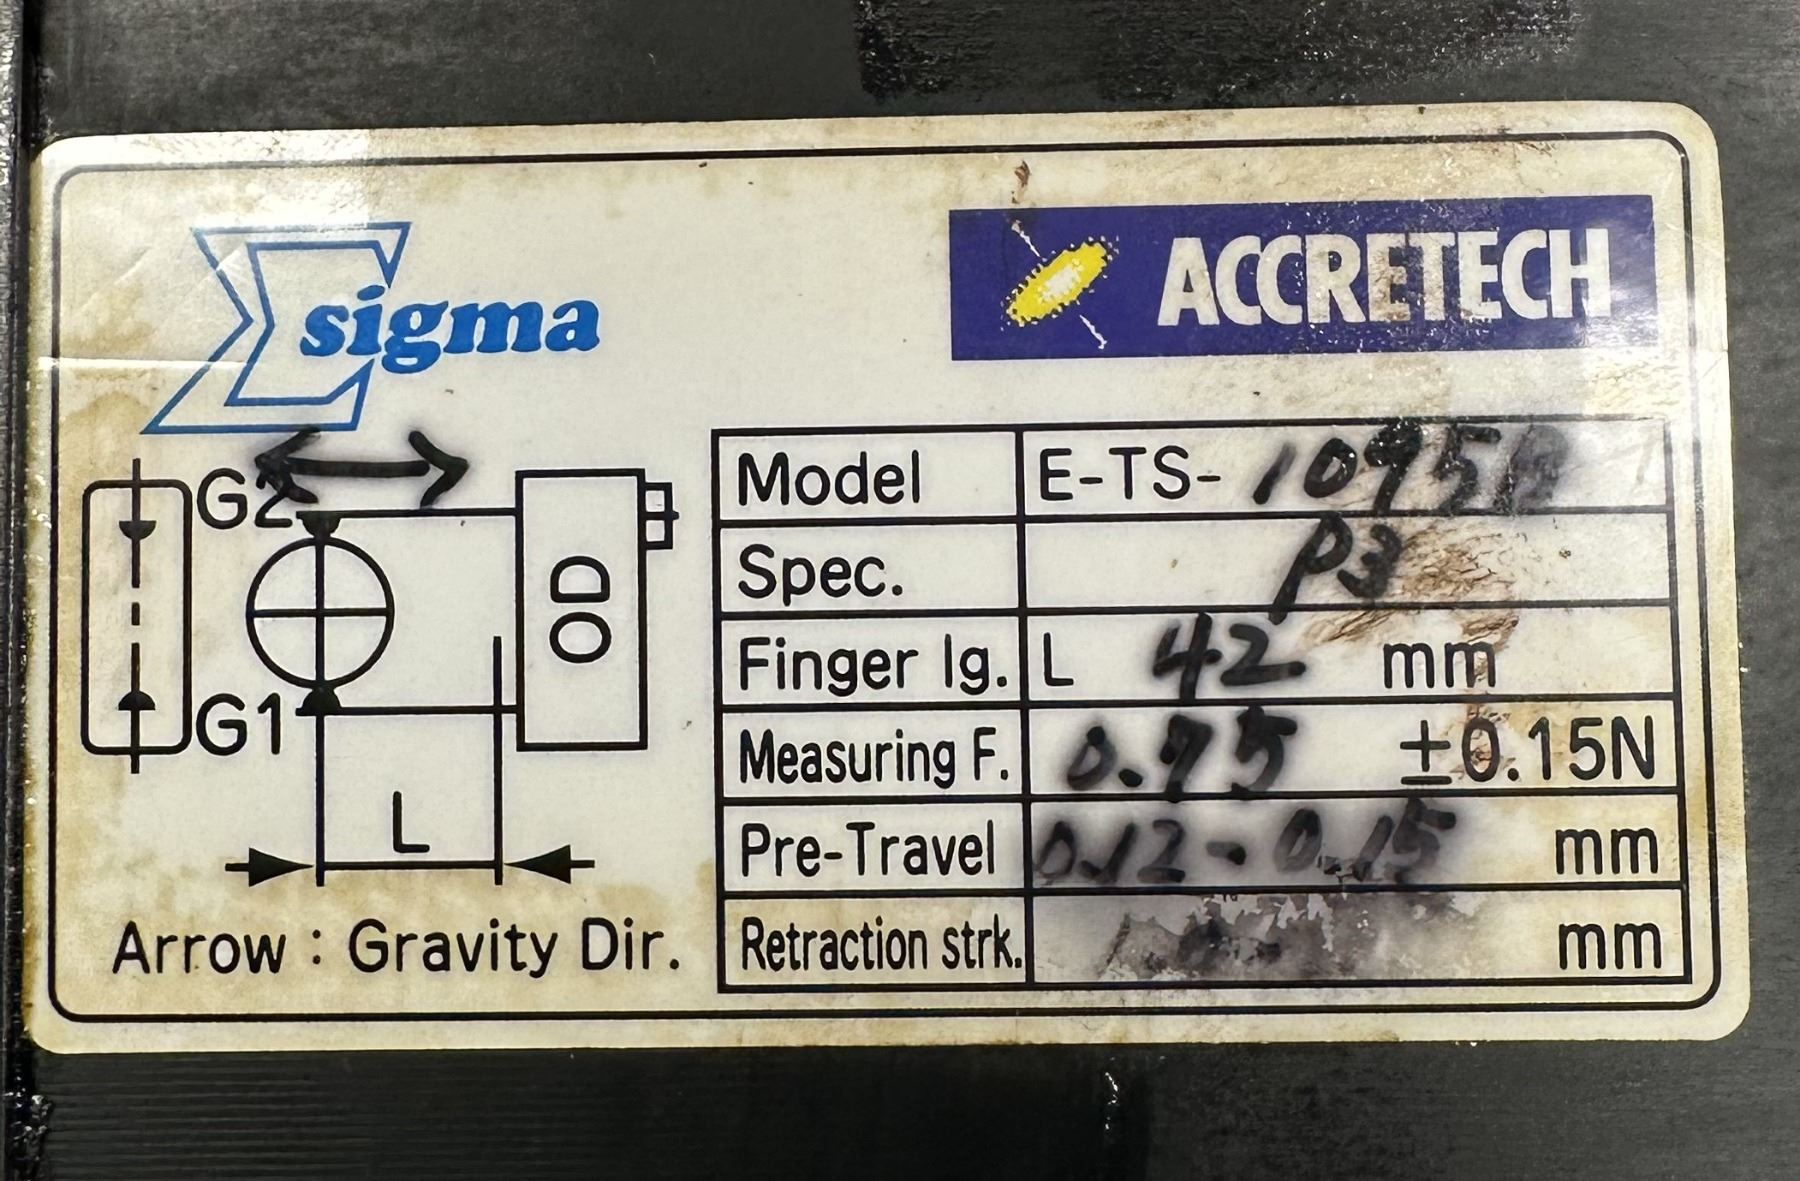 sigma
ACCRETECH
G2
G1
OD
L
Arrow : Gravity Dir.
Model E-TS-1095B
Spec. P3
Finger lg. L 42 mm
Measuring F. 0.75 ±0.15N
Pre-Travel 0.12-0.15 mm
Retraction strk. mm